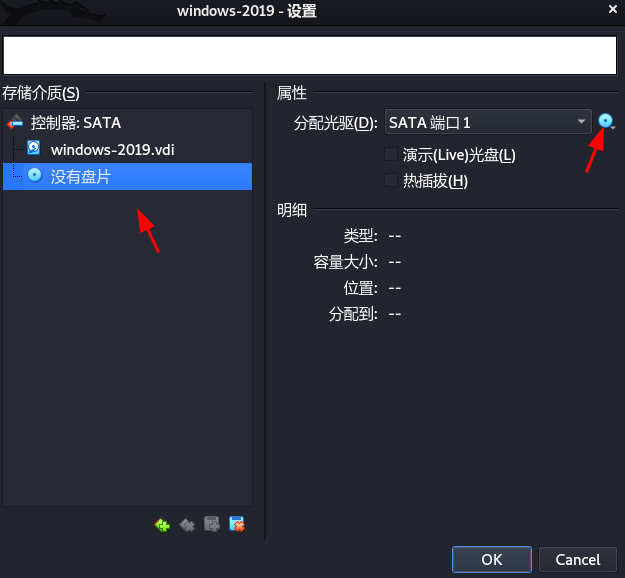 windows-2019 - 设置
存储介质(S)
控制器: SATA
windows-2019.vdi
没有盘片
属性
分配光驱(D): SATA 端口 1
演示(Live)光盘(L)
热插拔(H)
明细
类型: --
容量大小: --
位置: --
分配到: --
OK Cancel